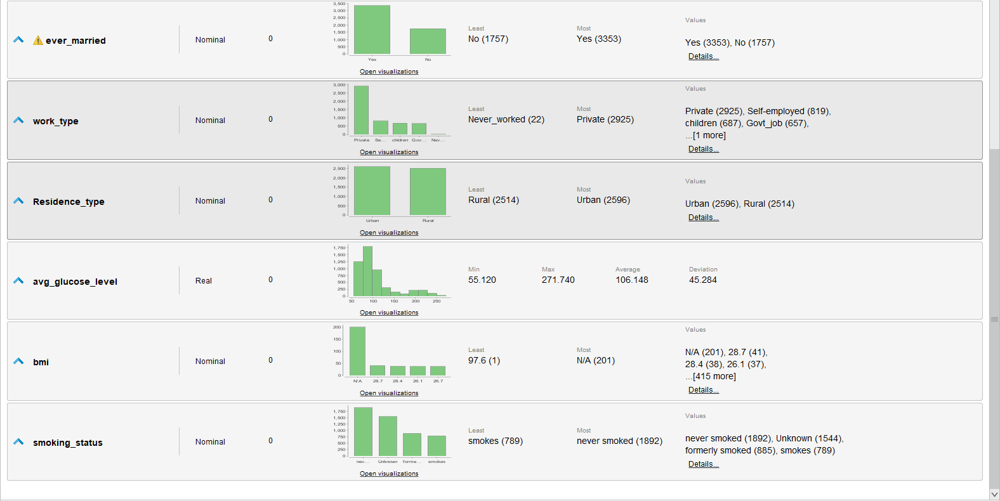 ever_married
Nominal
0
3,500
3,000
2,500
2,000
1,500
1,000
500
0
Yes No
Open visualizations
Least
No (1757)
Most
Yes (3353)
Values
Yes (3353), No (1757)
Details...
work_type
Nominal
0
3,000
2,500
2,000
1,500
1,000
500
0
Private Se... children Gov... Nev...
Open visualizations
Least
Never_worked (22)
Most
Private (2925)
Values
Private (2925), Self-employed (819),
children (687), Govt_job (657),
...[1 more]
Details...
Residence_type
Nominal
0
2,500
2,000
1,500
1,000
500
0
Urban Rural
Open visualizations
Least
Rural (2514)
Most
Urban (2596)
Values
Urban (2596), Rural (2514)
Details...
avg_glucose_level
Real
0
1,750
1,500
1,250
1,000
750
500
250
0
50 100 150 200 250
Open visualizations
Min
55.120
Max
271.740
Average
106.148
Deviation
45.284
bmi
Nominal
0
200
150
100
50
0
N/A 28.7 28.4 26.1 26.7
Open visualizations
Least
97.6 (1)
Most
N/A (201)
Values
N/A (201), 28.7 (41),
28.4 (38), 26.1 (37),
...[415 more]
Details...
smoking_status
Nominal
0
1,750
1,500
1,250
1,000
750
500
250
0
nev... Unknown forme... smokes
Open visualizations
Least
smokes (789)
Most
never smoked (1892)
Values
never smoked (1892), Unknown (1544),
formerly smoked (885), smokes (789)
Details...